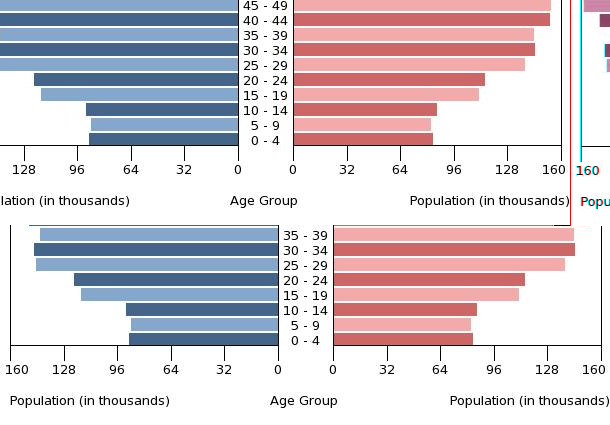 45 - 49
40 - 44
35 - 39
30 - 34
25 - 29
20 - 24
15 - 19
10 - 14
5 - 9
0 - 4
128 96 64 32 0 0 32 64 96 128 160 160
lation (in thousands) Age Group Population (in thousands) Popu
35 - 39
30 - 34
25 - 29
20 - 24
15 - 19
10 - 14
5 - 9
0 - 4
160 128 96 64 32 0 0 32 64 96 128 160
Population (in thousands) Age Group Population (in thousands)